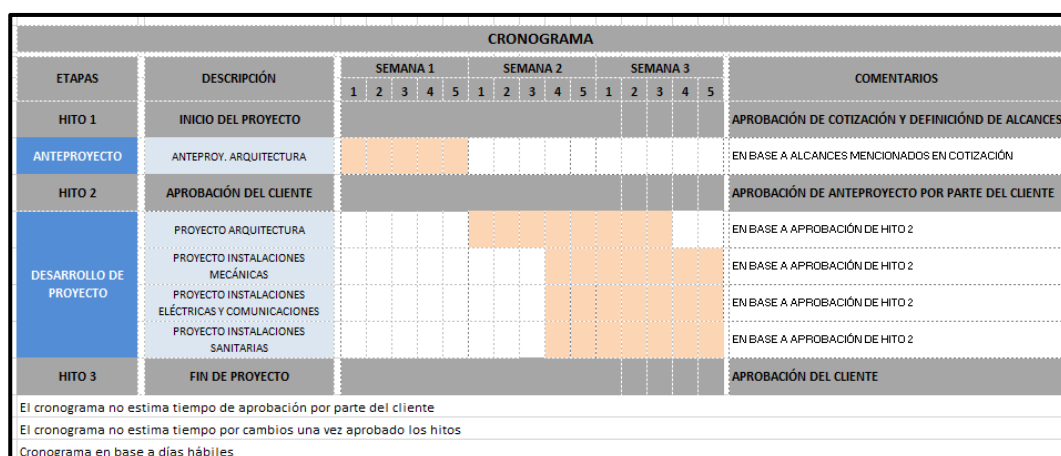 CRONOGRAMA
ETAPAS DESCRIPCIÓN SEMANA 1 SEMANA 2 SEMANA 3 COMENTARIOS
1 2 3 4 5 1 2 3 4 5 1 2 3 4 5
HITO 1 INICIO DEL PROYECTO APROBACIÓN DE COTIZACIÓN Y DEFINICIÓND DE ALCANCES
ANTEPROYECTO ANTEPROY. ARQUITECTURA EN BASE A ALCANCES MENCIONADOS EN COTIZACIÓN
HITO 2 APROBACIÓN DEL CLIENTE APROBACIÓN DE ANTEPROYECTO POR PARTE DEL CLIENTE
DESARROLLO DE
PROYECTO
PROYECTO ARQUITECTURA EN BASE A APROBACIÓN DE HITO 2
PROYECTO INSTALACIONES
MECÁNICAS
EN BASE A APROBACIÓN DE HITO 2
PROYECTO INSTALACIONES
ELÉCTRICAS Y COMUNICACIONES
EN BASE A APROBACIÓN DE HITO 2
PROYECTO INSTALACIONES
SANITARIAS
EN BASE A APROBACIÓN DE HITO 2
HITO 3 FIN DE PROYECTO APROBACIÓN DEL CLIENTE
El cronograma no estima tiempo de aprobación por parte del cliente
El cronograma no estima tiempo por cambios una vez aprobado los hitos
Cronograma en base a días hábiles